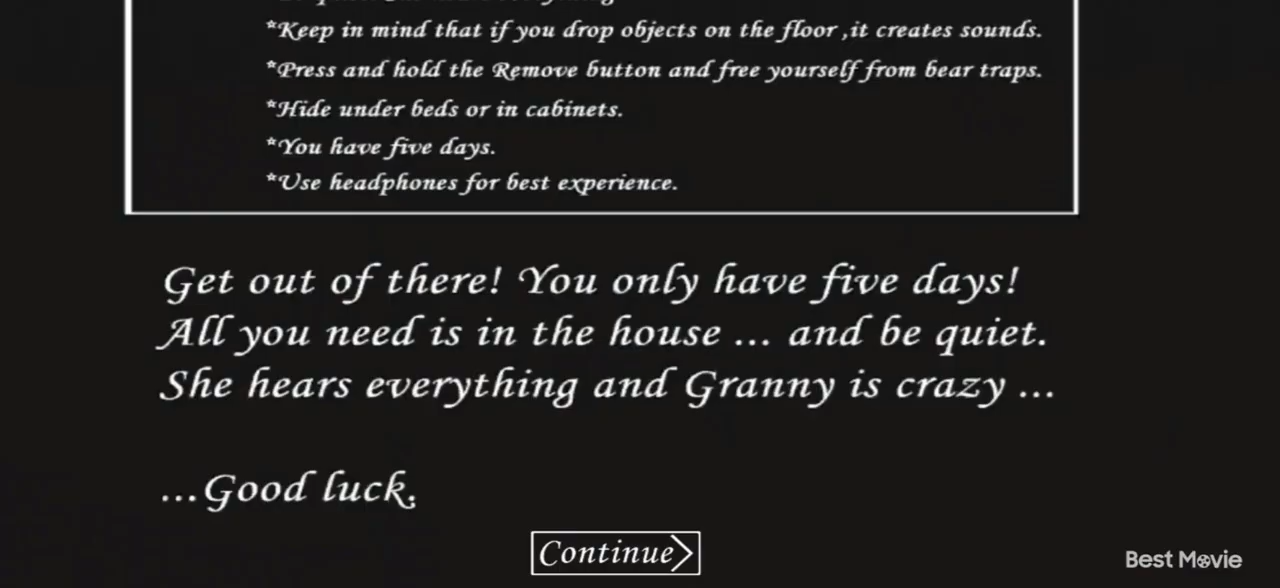 *Keep in mind that if you drop objects on the floor ,it creates sounds.
*Press and hold the Remove button and free yourself from bear traps.
*Hide under beds or in cabinets.
*You have five days.
*Use headphones for best experience.
Get out of there! You only have five days!
All you need is in the house ... and be quiet.
She hears everything and Granny is crazy ...
...Good luck.
Continue>
Best Movie